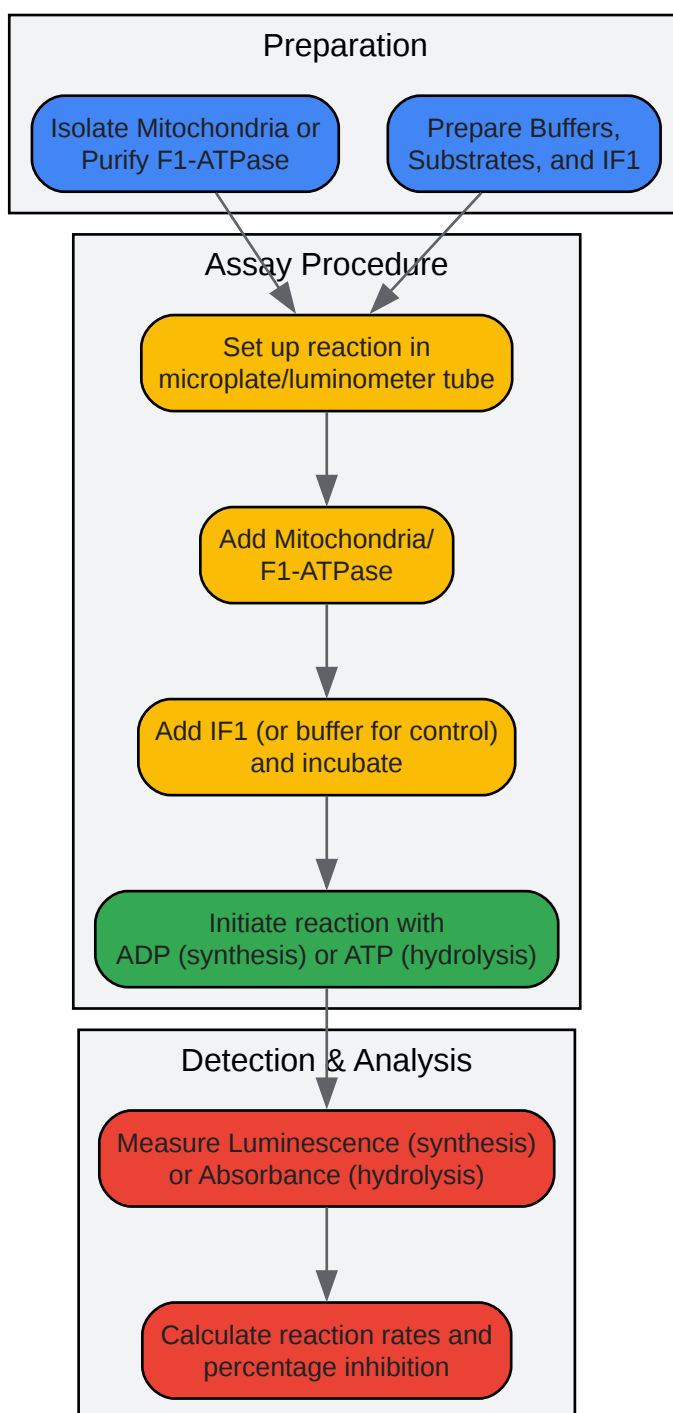 Preparation
Isolate Mitochondria or
Purify F1-ATPase
Prepare Buffers,
Substrates, and IF1
Assay Procedure
Set up reaction in
microplate/luminometer tube
Add Mitochondria/
F1-ATPase
Add IF1 (or buffer for control)
and incubate
Initiate reaction with
ADP (synthesis) or ATP (hydrolysis)
Detection & Analysis
Measure Luminescence (synthesis)
or Absorbance (hydrolysis)
Calculate reaction rates and
percentage inhibition